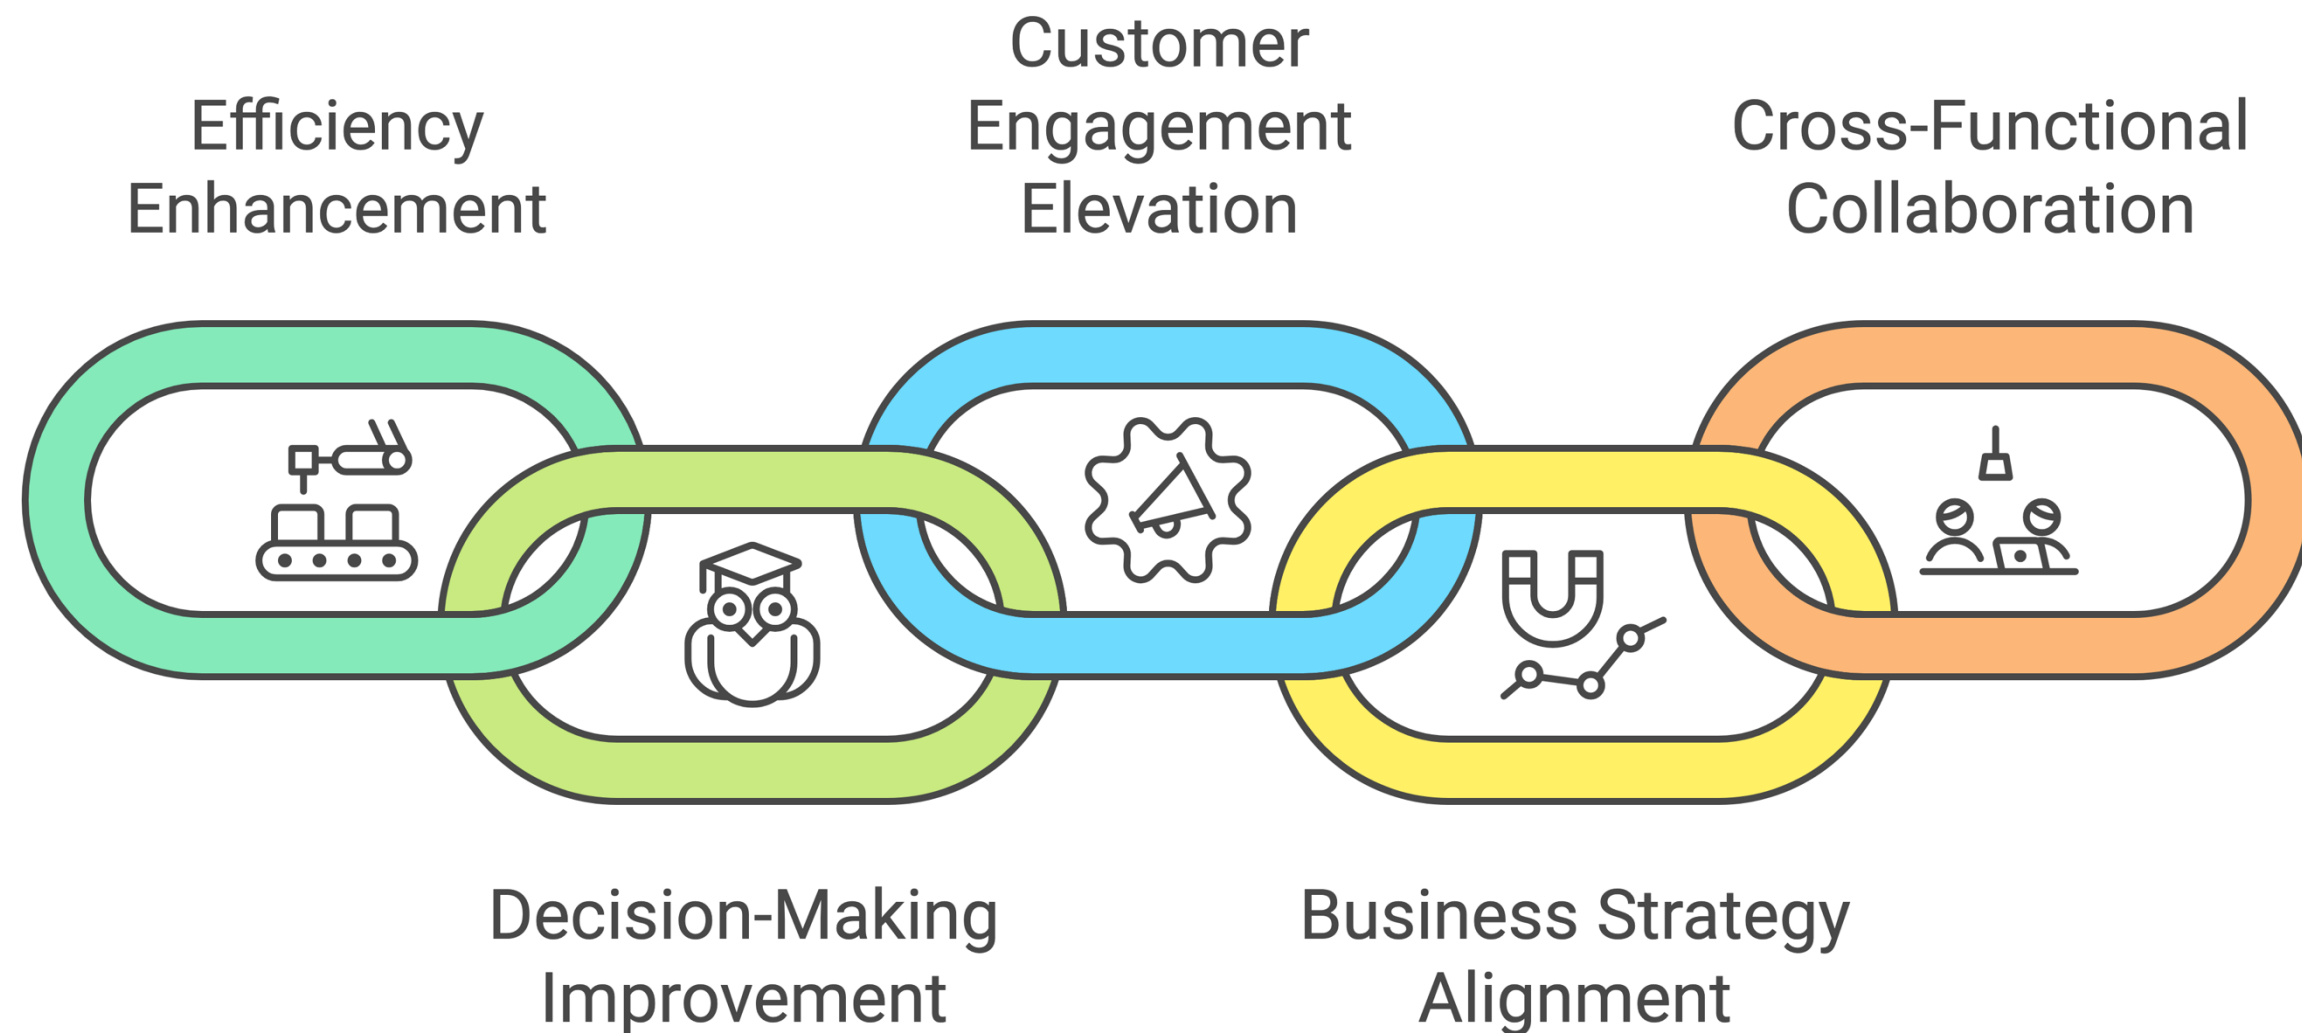 Efficiency
Enhancement
Customer
Engagement
Elevation
Cross-Functional
Collaboration
Decision-Making
Improvement
Business Strategy
Alignment